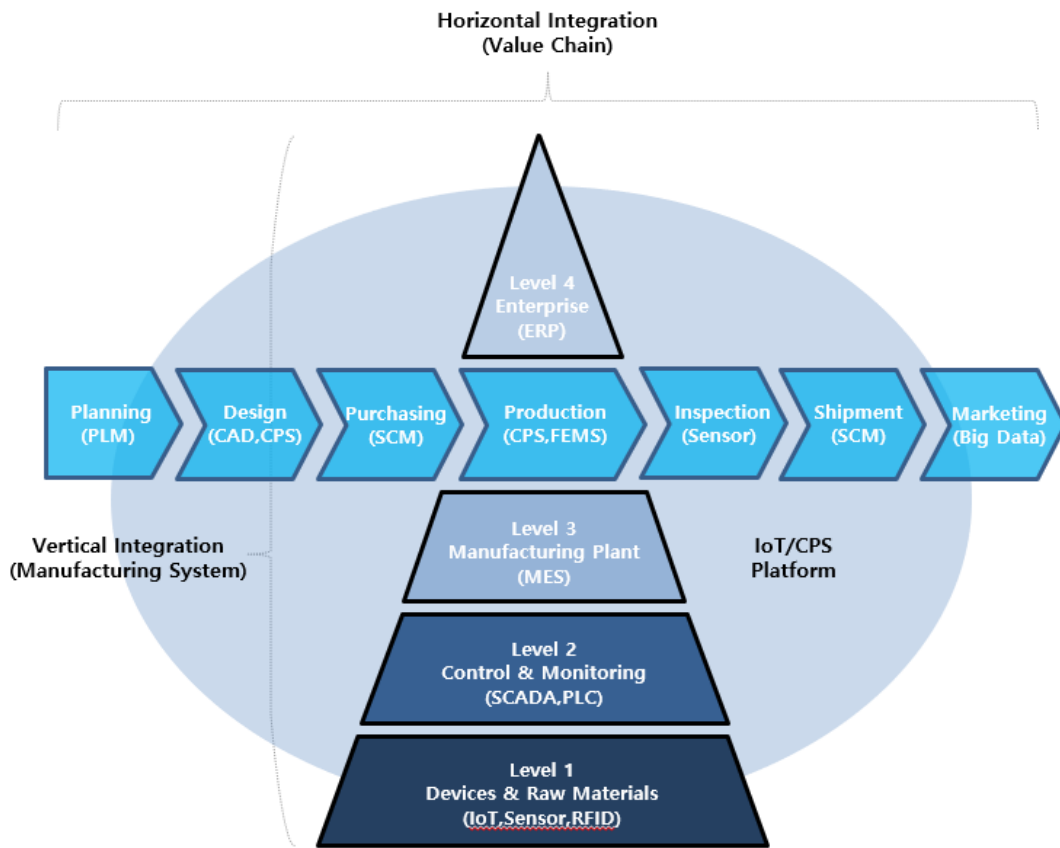 Horizontal Integration
(Value Chain)
Level 4
Enterprise
(ERP)
Planning
(PLM)
Design
(CAD,CPS)
Purchasing
(SCM)
Production
(CPS,FEMS)
Inspection
(Sensor)
Shipment
(SCM)
Marketing
(Big Data)
Vertical Integration
(Manufacturing System)
Level 3
Manufacturing Plant
(MES)
IoT/CPS
Platform
Level 2
Control & Monitoring
(SCADA,PLC)
Level 1
Devices & Raw Materials
(IoT,Sensor,RFID)